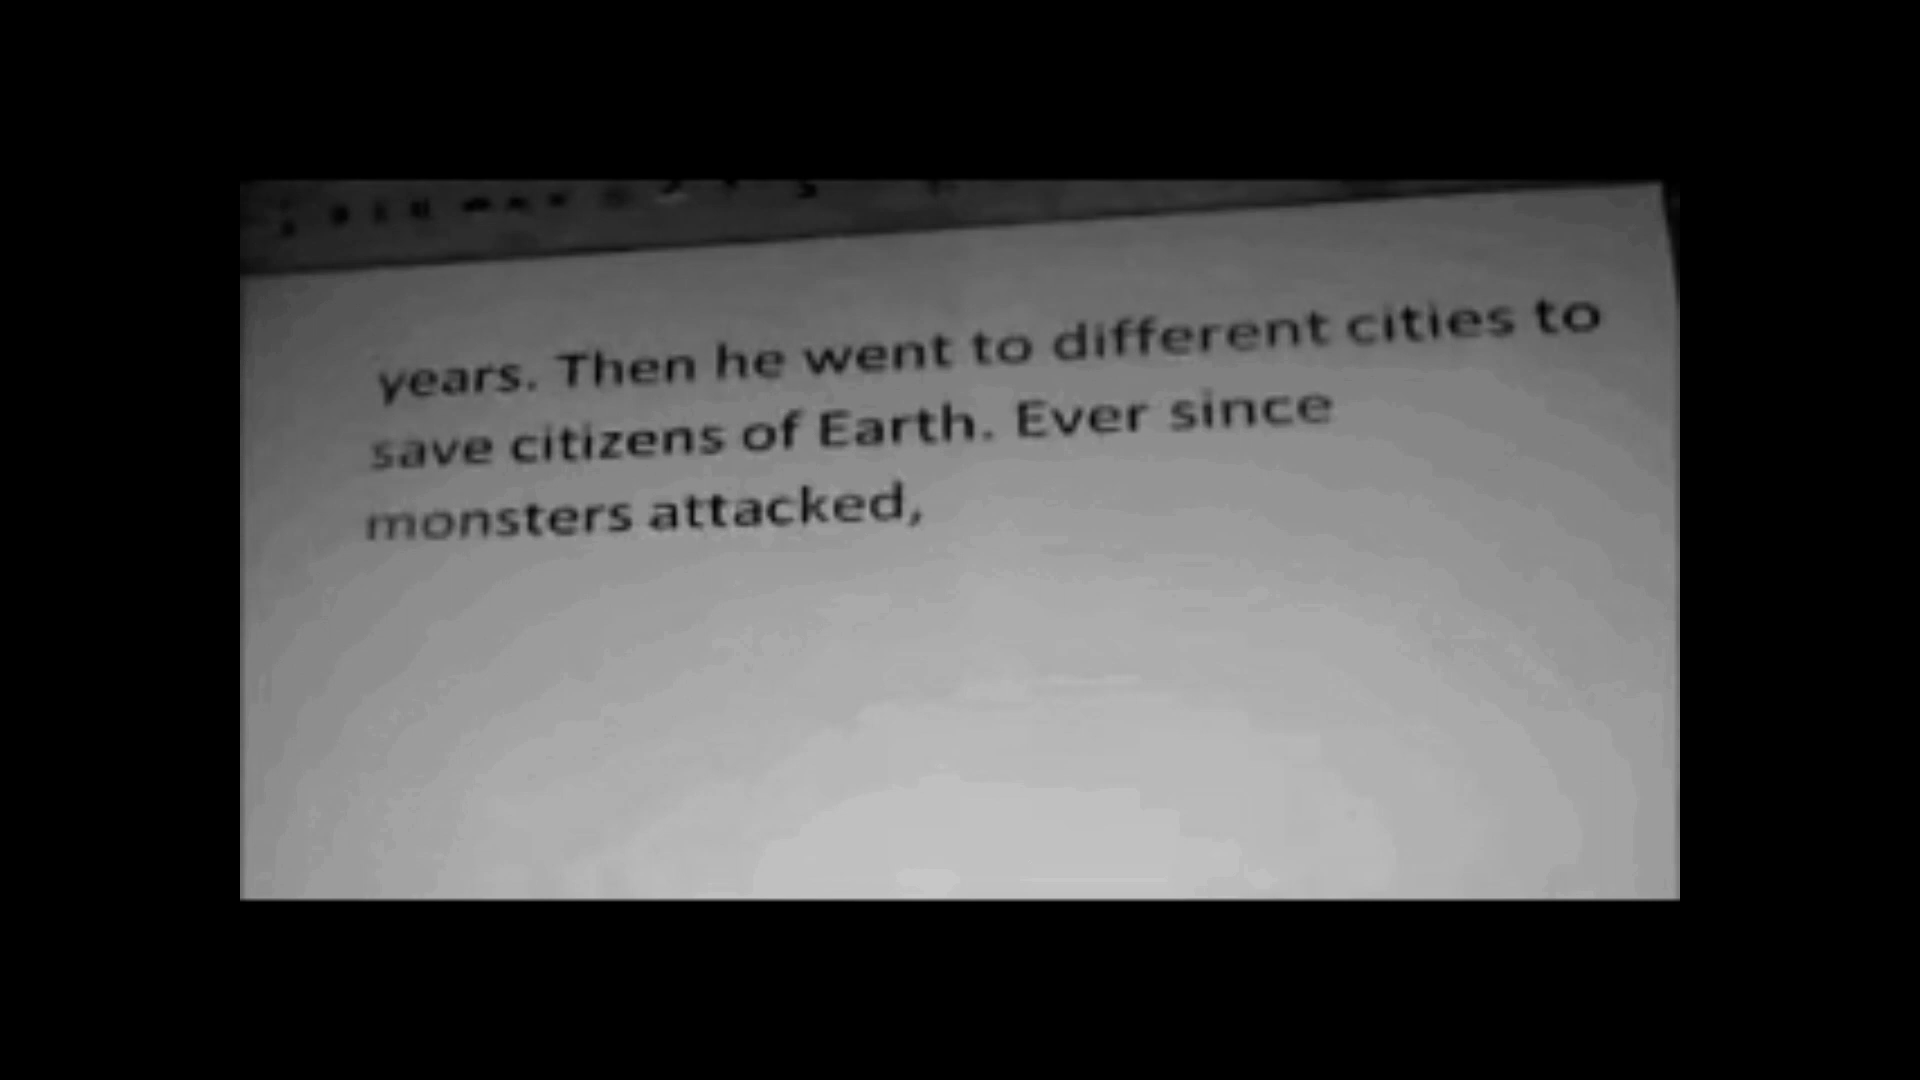 years. Then he went to different cities to
save citizens of Earth. Ever since
monsters attacked,